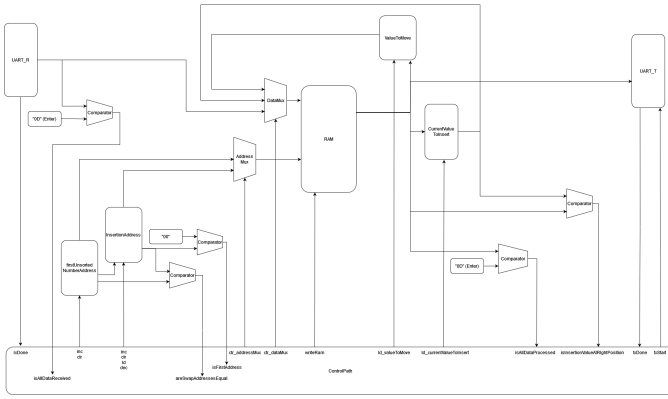 ValueToMove
UART_R
UART_T
Comparator
DataMux
"0D" (Enter)
CurrentValue
ToInsert
RAM
Address
Mux
Comparator
InsertionAddress
"00"
Comparator
firstUnsorted
NumberAddress
Comparator
Comparator
"0D" (Enter)
isDone
inc
clr
inc
clr
ld
dec
ctr_addressMux
ctr_dataMux
writeRam
ld_valueToMove
ld_currentValueToInsert
isAllDataProcessed
isInsertionValueAtRightPosition
txDone
txStart
isFirstAddress
ControlPath
isAllDataReceived
areSwapAddressesEqual